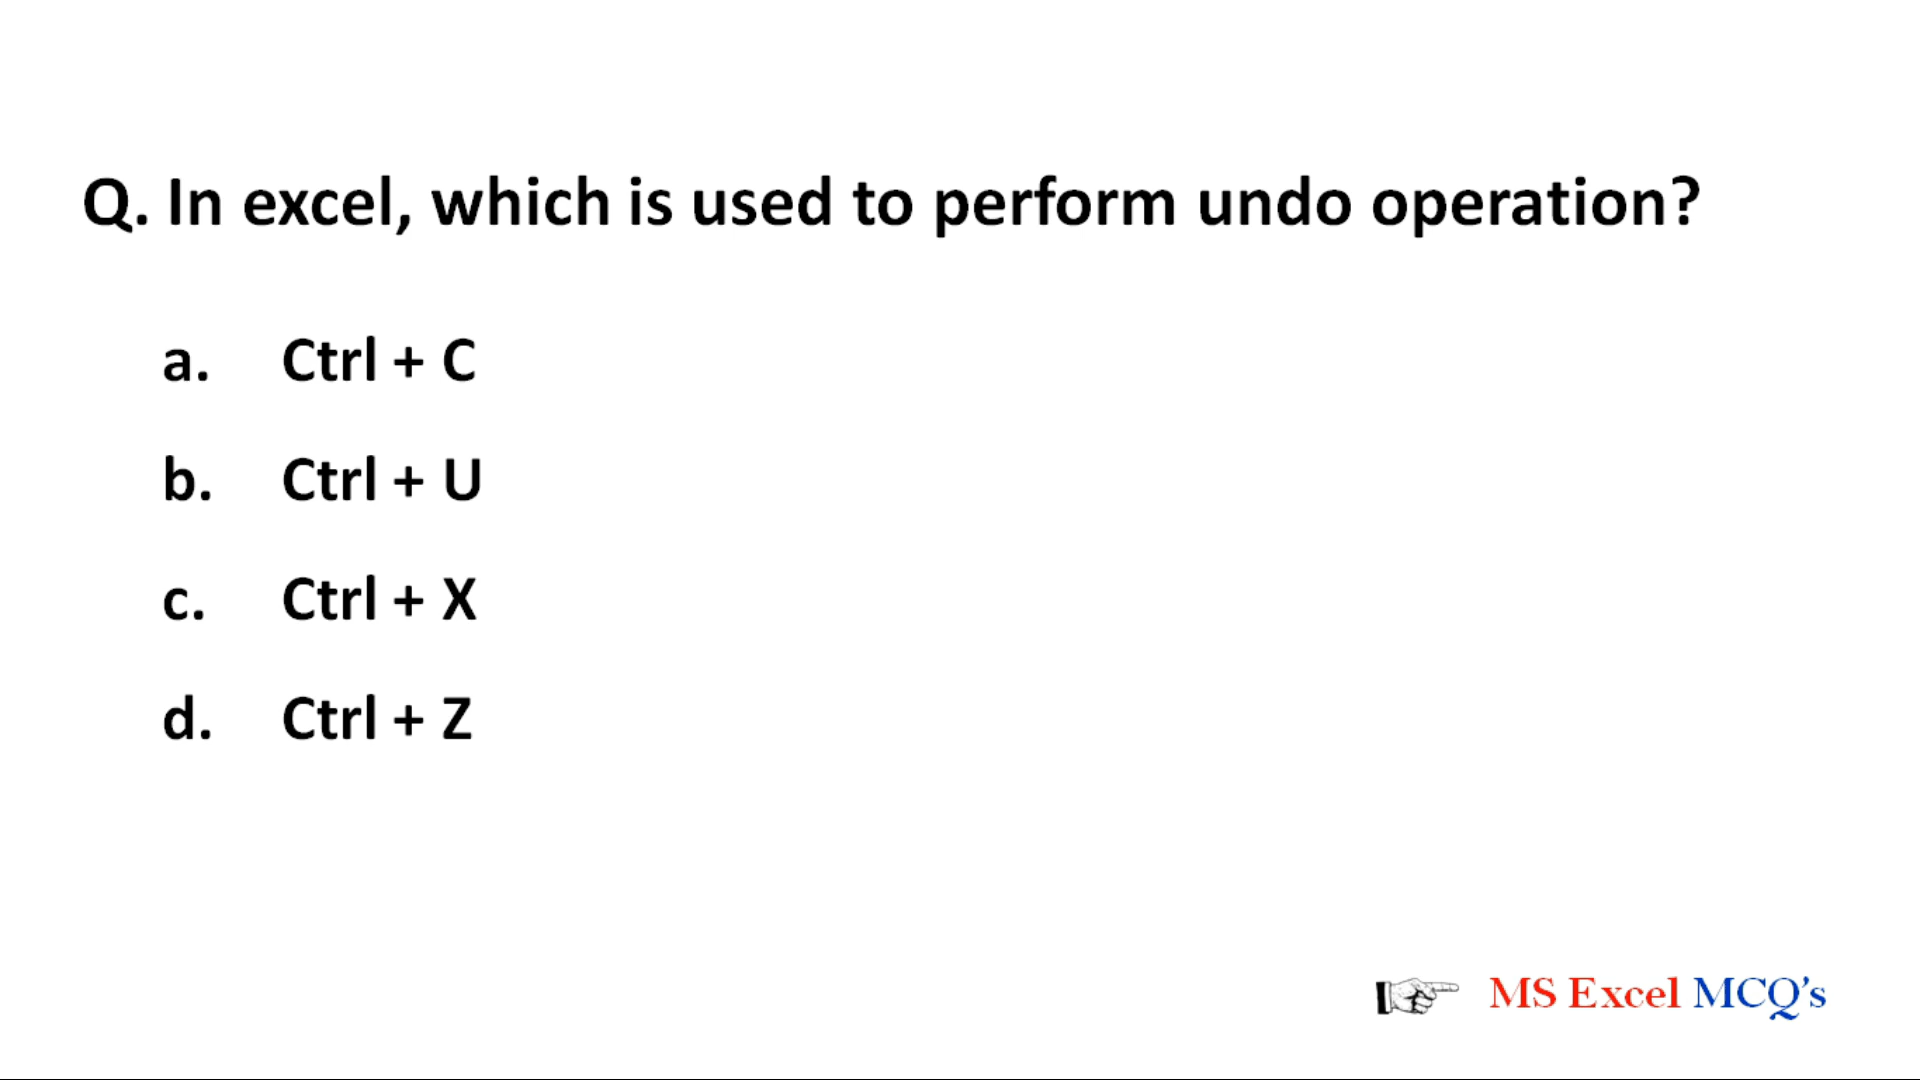 Q. In excel, which is used to perform undo operation?
a. Ctrl + C
b. Ctrl + U
c. Ctrl + X
d. Ctrl + Z
MS Excel MCQ's